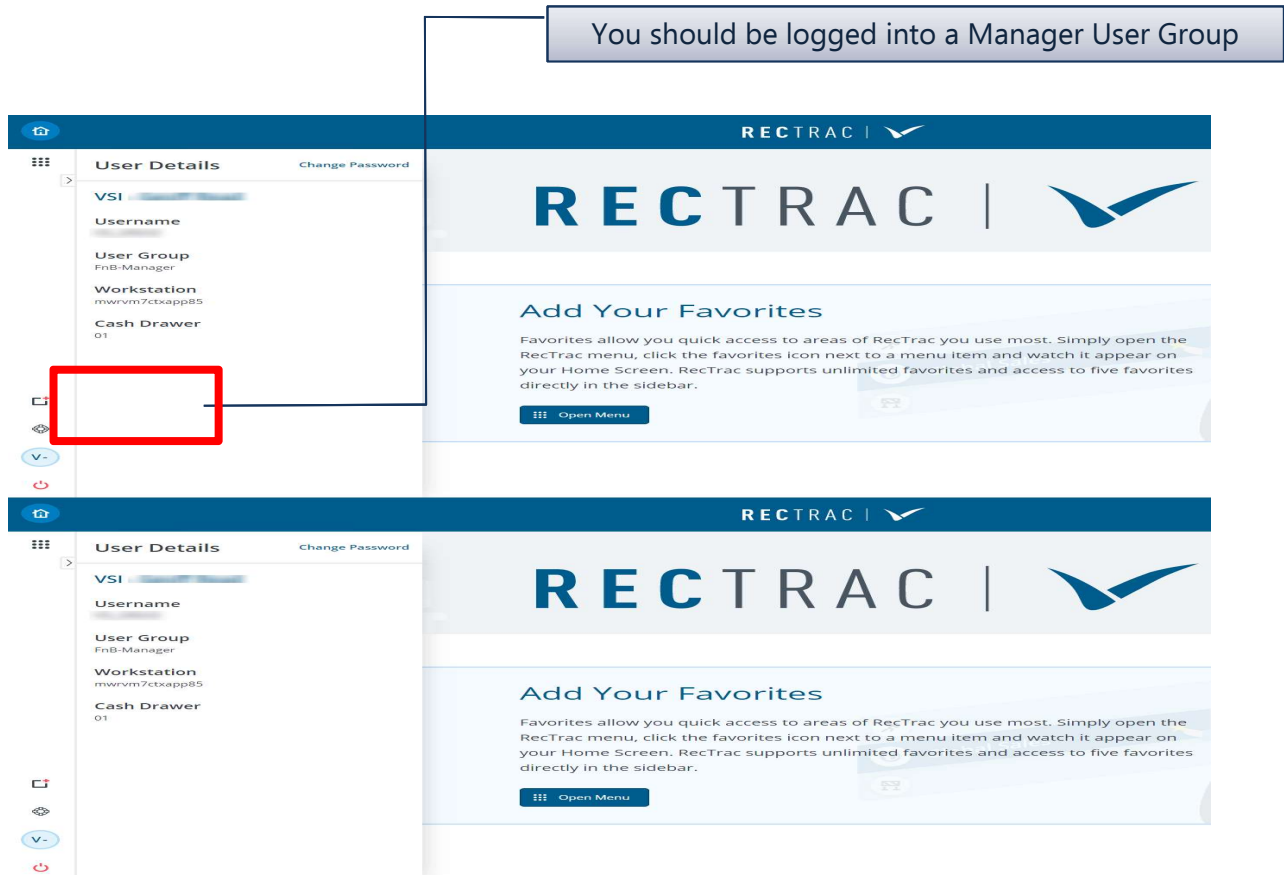 You should be logged into a Manager User Group
RECTRAC
User Details
Change Password
RECTRAC
VSI -
Username
User Group
FnB-Manager
Workstation
mwrvm7ctxapp85
Cash Drawer
01
Add Your Favorites
Favorites allow you quick access to areas of RecTrac you use most. Simply open the
RecTrac menu, click the favorites icon next to a menu item and watch it appear on
your Home Screen. RecTrac supports unlimited favorites and access to five favorites
directly in the sidebar.
Open Menu
V-
RECTRAC
User Details
Change Password
RECTRAC
VSI -
Username
User Group
FnB-Manager
Workstation
mwrvm7ctxapp85
Cash Drawer
01
Add Your Favorites
Favorites allow you quick access to areas of RecTrac you use most. Simply open the
RecTrac menu, click the favorites icon next to a menu item and watch it appear on
your Home Screen. RecTrac supports unlimited favorites and access to five favorites
directly in the sidebar.
Open Menu
V-